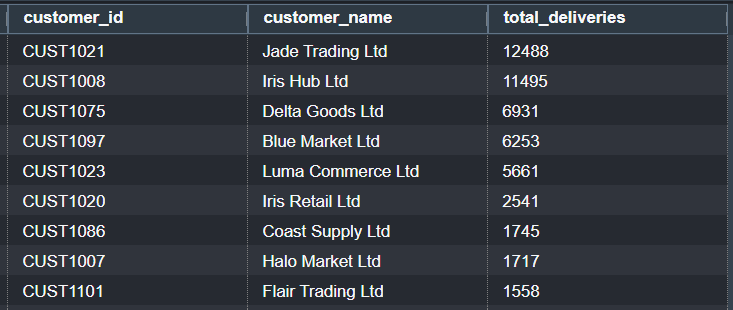 customer_id customer_name total_deliveries
CUST1021 Jade Trading Ltd 12488
CUST1008 Iris Hub Ltd 11495
CUST1075 Delta Goods Ltd 6931
CUST1097 Blue Market Ltd 6253
CUST1023 Luma Commerce Ltd 5661
CUST1020 Iris Retail Ltd 2541
CUST1086 Coast Supply Ltd 1745
CUST1007 Halo Market Ltd 1717
CUST1101 Flair Trading Ltd 1558